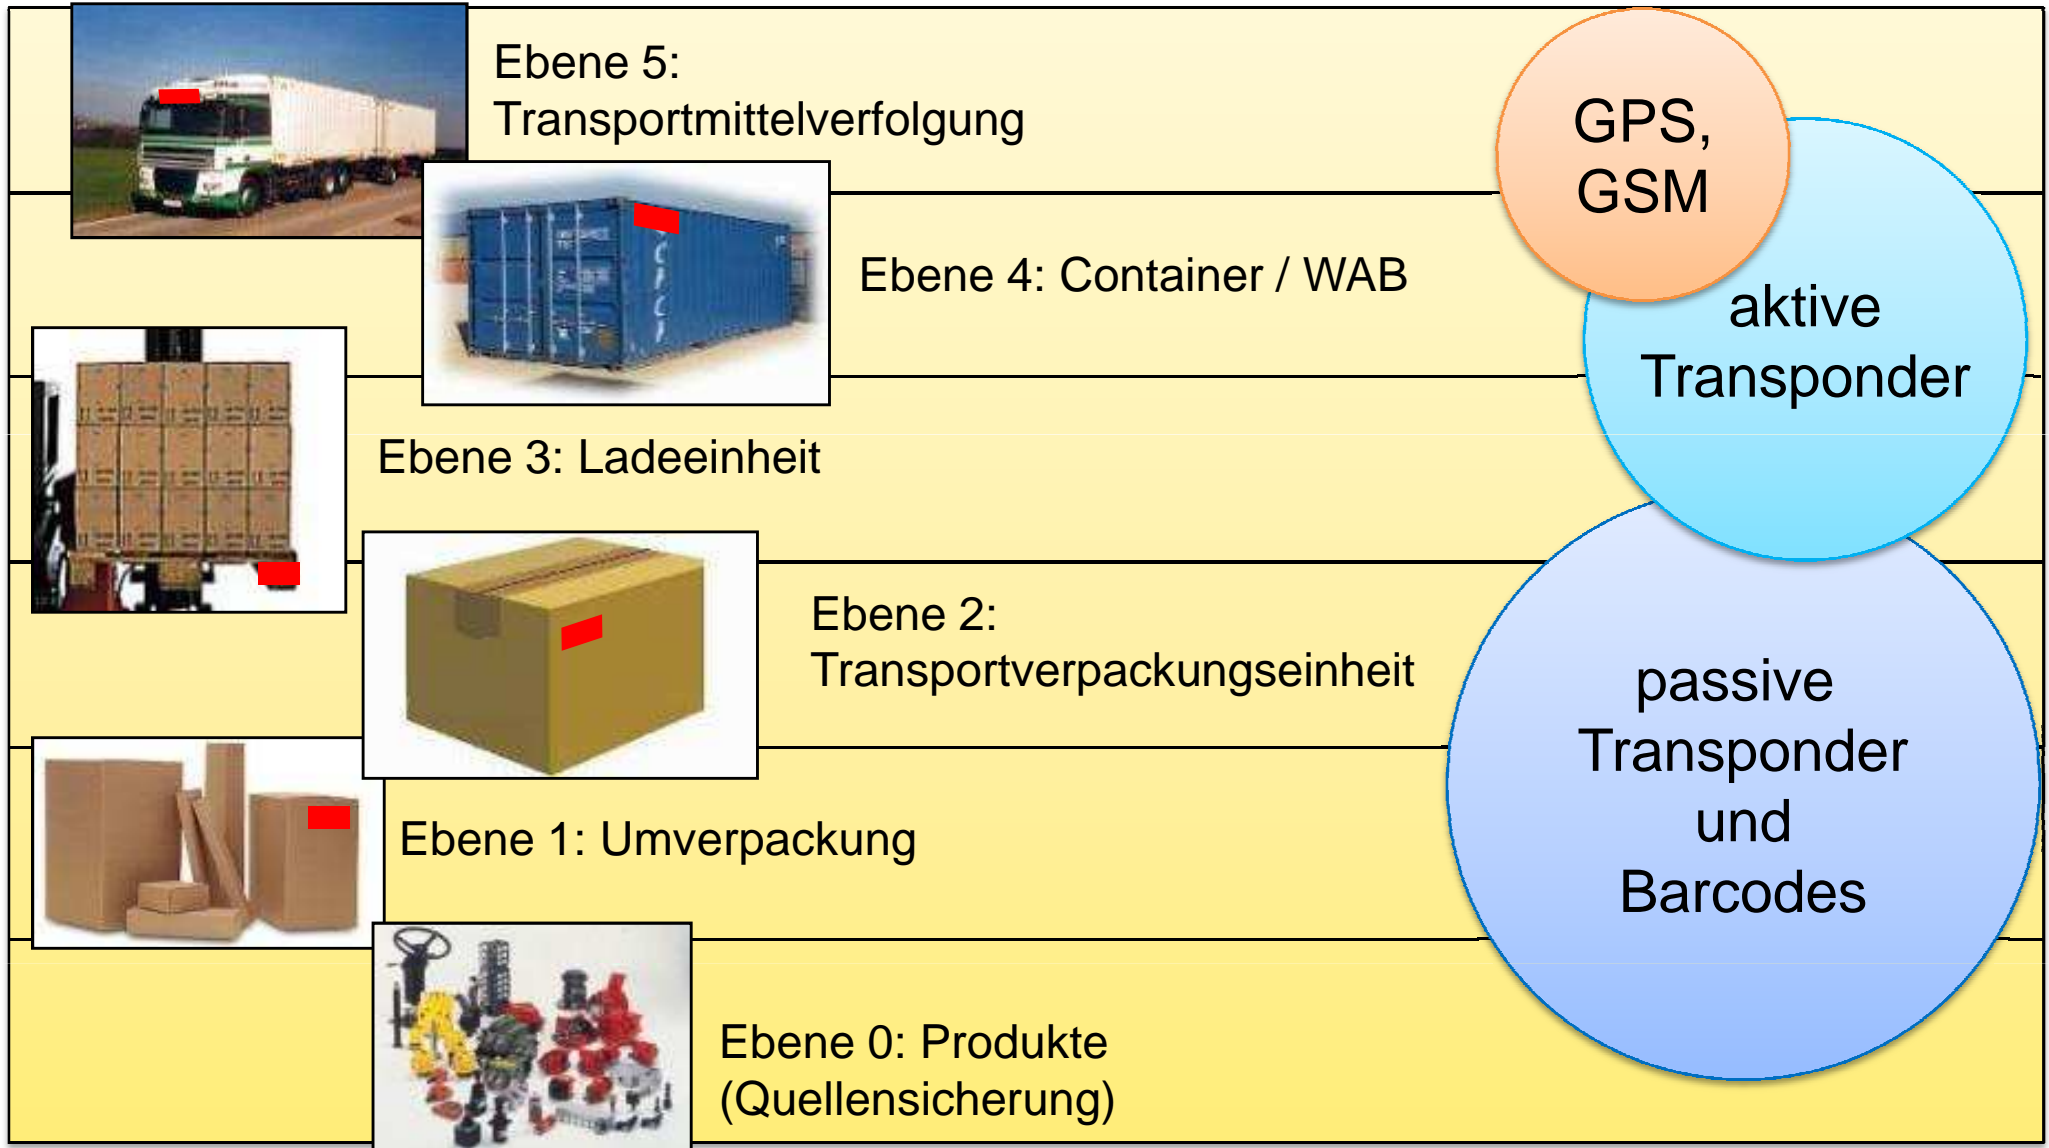 Ebene 5:
Transportmittelverfolgung
GPS,
GSM
Ebene 4: Container / WAB
aktive
Transponder
Ebene 3: Ladeeinheit
Ebene 2:
Transportverpackungseinheit
passive
Transponder
und
Barcodes
Ebene 1: Umverpackung
Ebene 0: Produkte
(Quellensicherung)